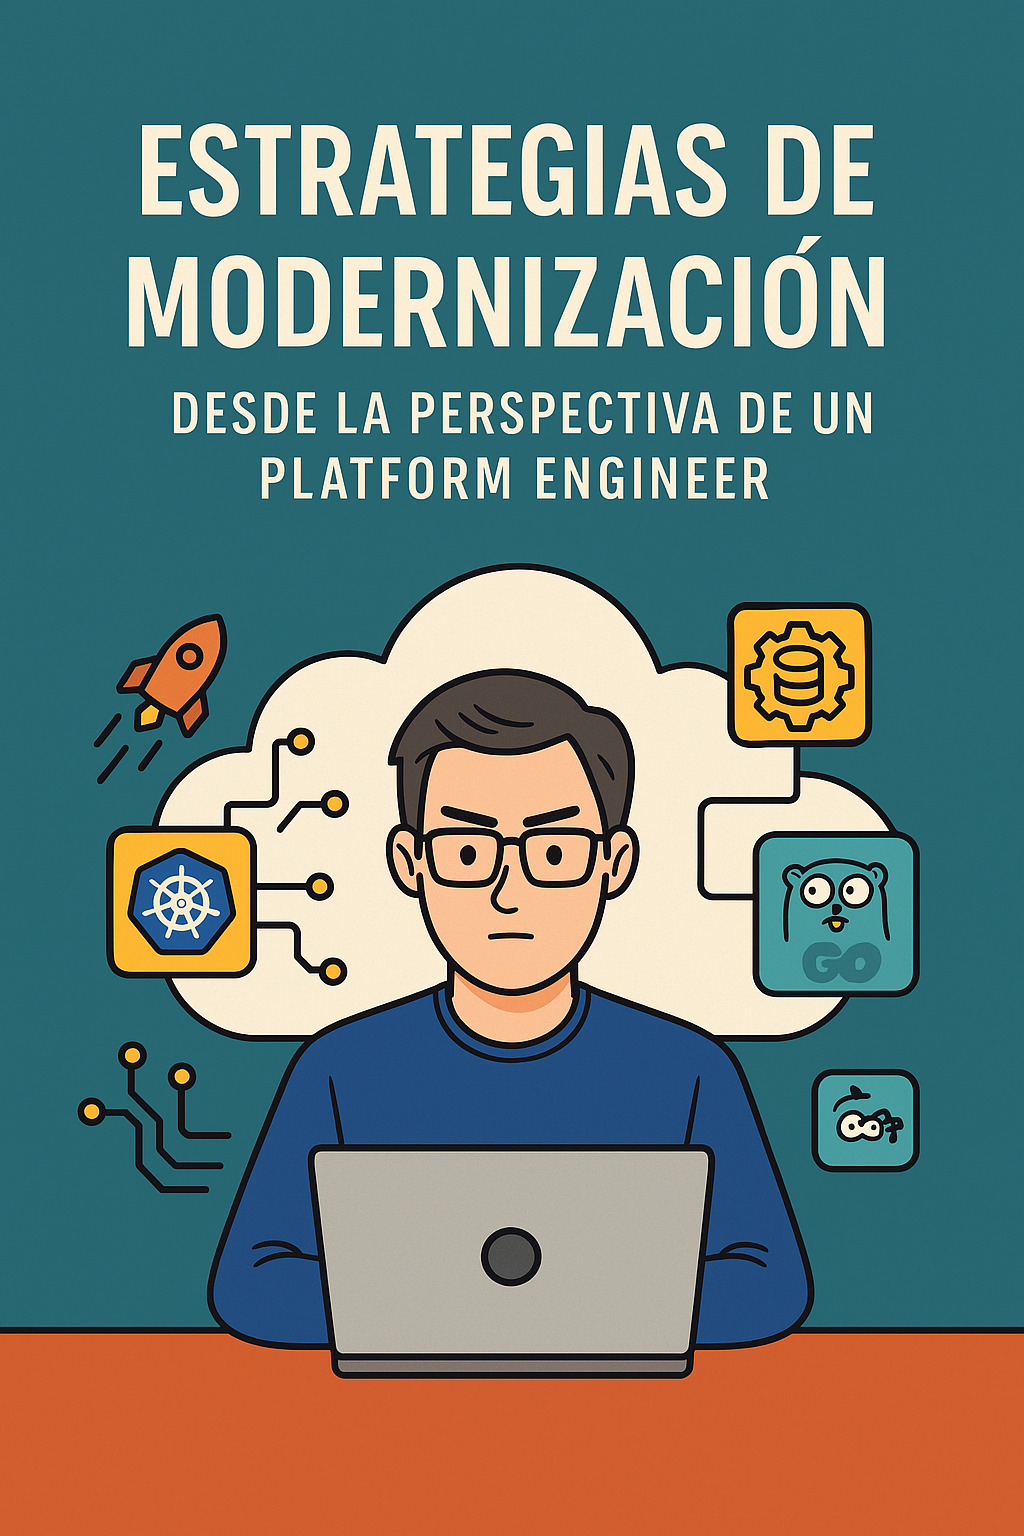 ESTRATEGIAS DE
MODERNIZACIÓN
DESDE LA PERSPECTIVA DE UN
PLATFORM ENGINEER
GO